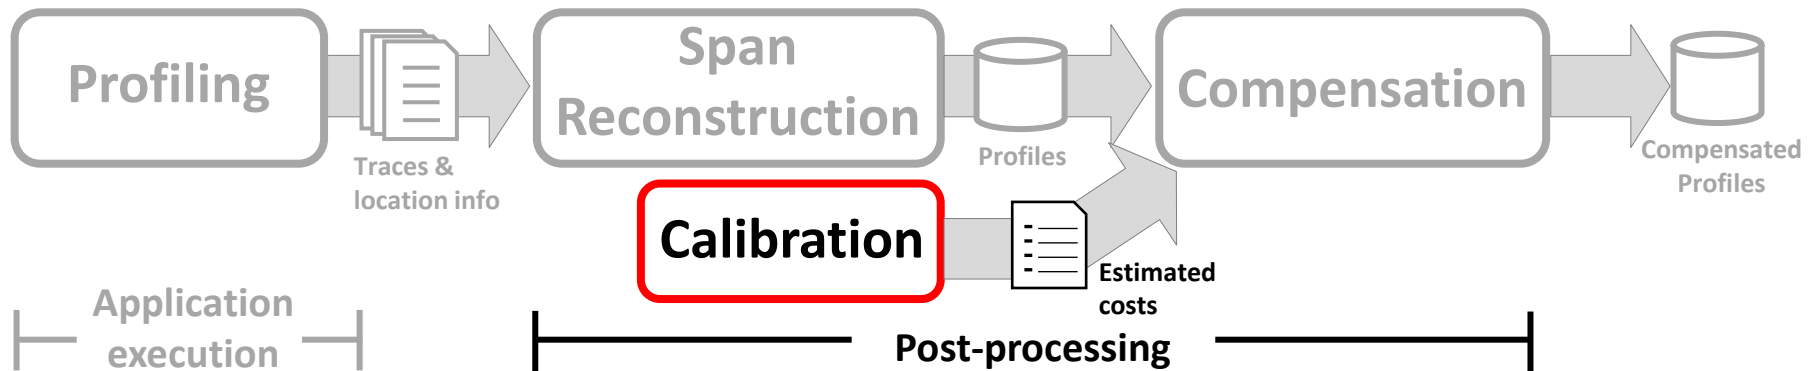 Profiling
Traces &
location info
Span
Reconstruction
Profiles
Compensation
Compensated
Profiles
Calibration
Estimated
costs
Application
execution
Post-processing